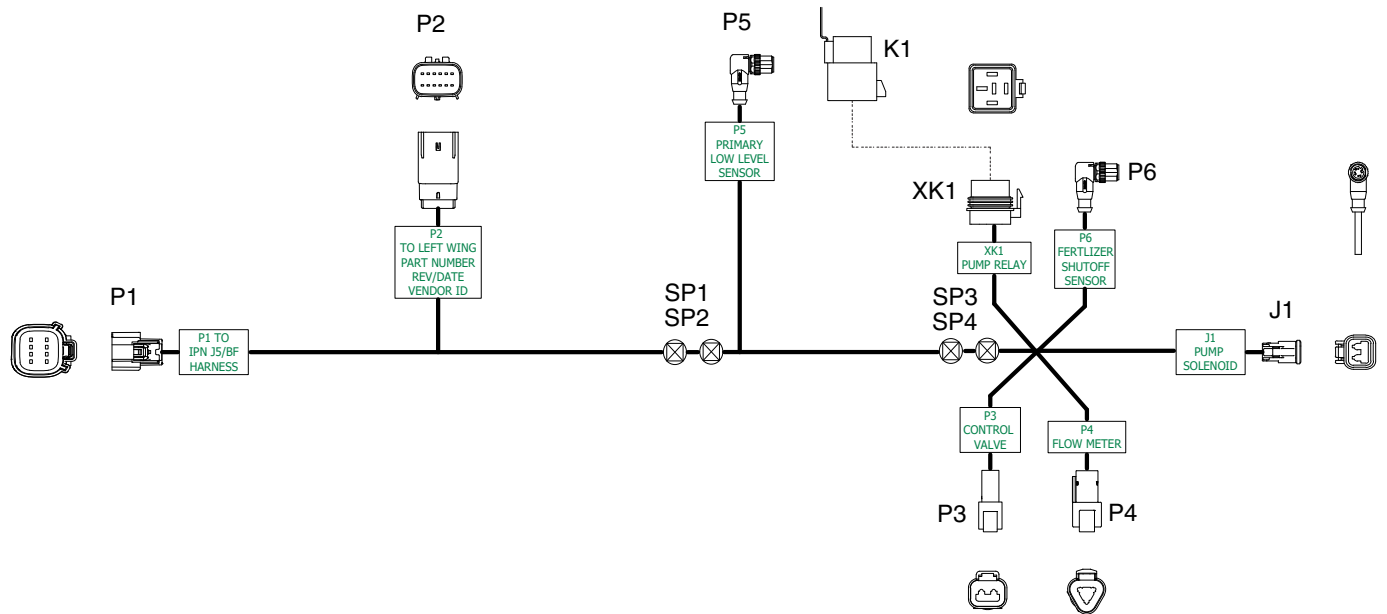 P2
P5
K1
P5
PRIMARY
LOW LEVEL
SENSOR
P6
XK1
P2
TO LEFT WING
PART NUMBER
REV/DATE
VENDOR ID
XK1
PUMP RELAY
P6
FERTLIZER
SHUTOFF
SENSOR
P1
SP1
SP2
SP3
SP4
J1
P1 TO
IPN J5/BF
HARNESS
J1
PUMP
SOLENOID
P3
CONTROL
VALVE
P4
FLOW METER
P3
P4